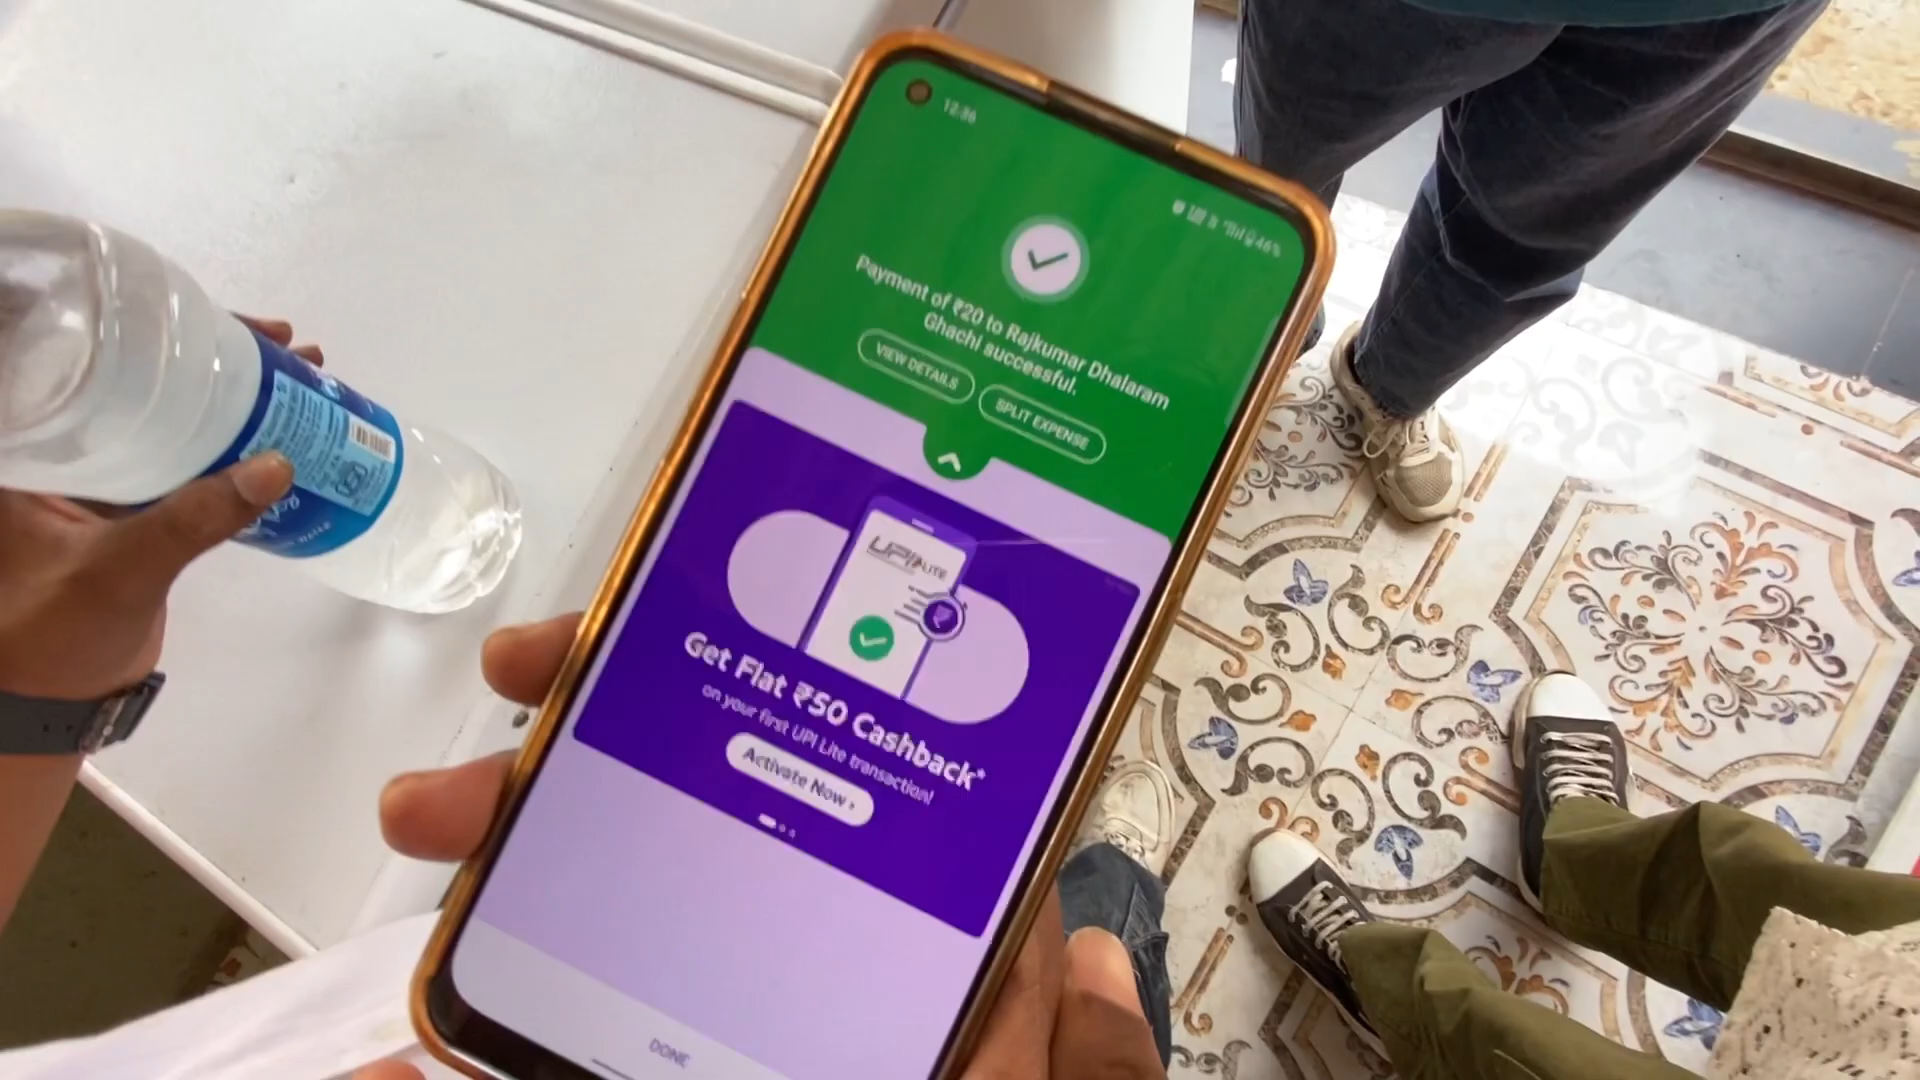 12:36
46%
Payment of ₹20 to Rajkumar Dhalaram
Ghachi successful.
VIEW DETAILS
SPLIT EXPENSE
UPI LITE
Get Flat ₹50 Cashback*
on your first UPI Lite transaction!
Activate Now ›
DONE